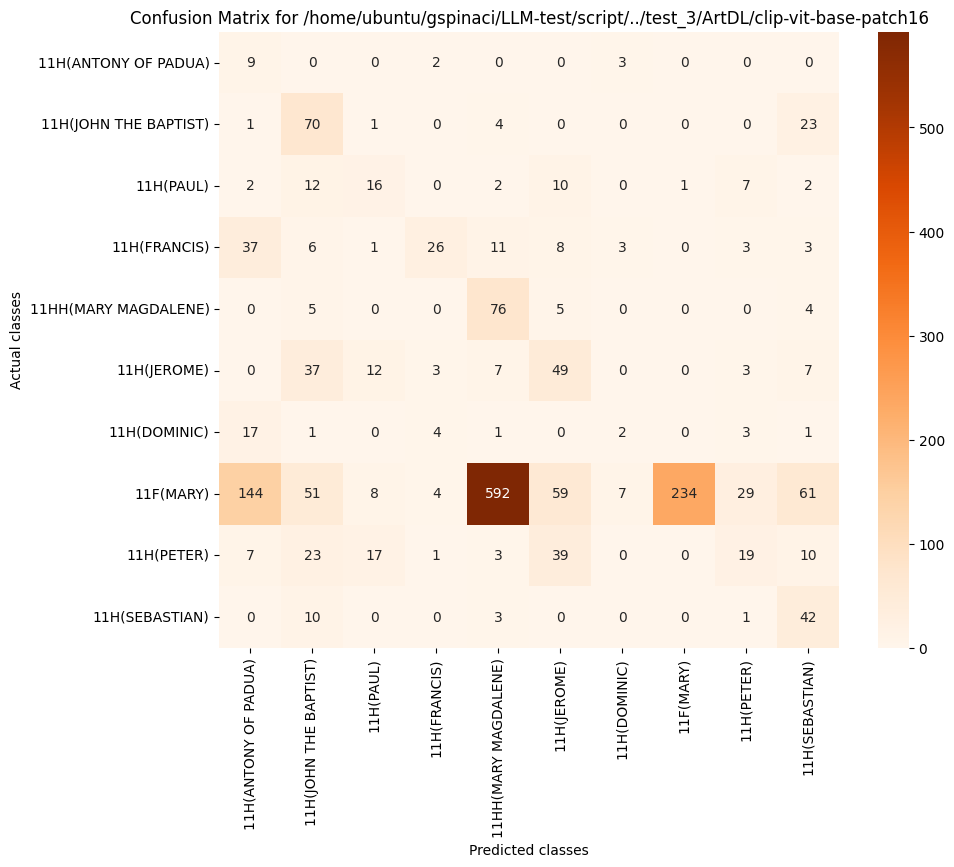 Confusion Matrix for /home/ubuntu/gspinaci/LLM-test/script/../test_3/ArtDL/clip-vit-base-patch16
Actual classes
11H(ANTONY OF PADUA) 9 0 0 2 0 0 3 0 0 0
11H(JOHN THE BAPTIST) 1 70 1 0 4 0 0 0 0 23
11H(PAUL) 2 12 16 0 2 10 0 1 7 2
11H(FRANCIS) 37 6 1 26 11 8 3 0 3 3
11HH(MARY MAGDALENE) 0 5 0 0 76 5 0 0 0 4
11H(JEROME) 0 37 12 3 7 49 0 0 3 7
11H(DOMINIC) 17 1 0 4 1 0 2 0 3 1
11F(MARY) 144 51 8 4 592 59 7 234 29 61
11H(PETER) 7 23 17 1 3 39 0 0 19 10
11H(SEBASTIAN) 0 10 0 0 3 0 0 0 1 42
11H(ANTONY OF PADUA)
11H(JOHN THE BAPTIST)
11H(PAUL)
11H(FRANCIS)
11HH(MARY MAGDALENE)
11H(JEROME)
11H(DOMINIC)
11F(MARY)
11H(PETER)
11H(SEBASTIAN)
Predicted classes
500
400
300
200
100
0